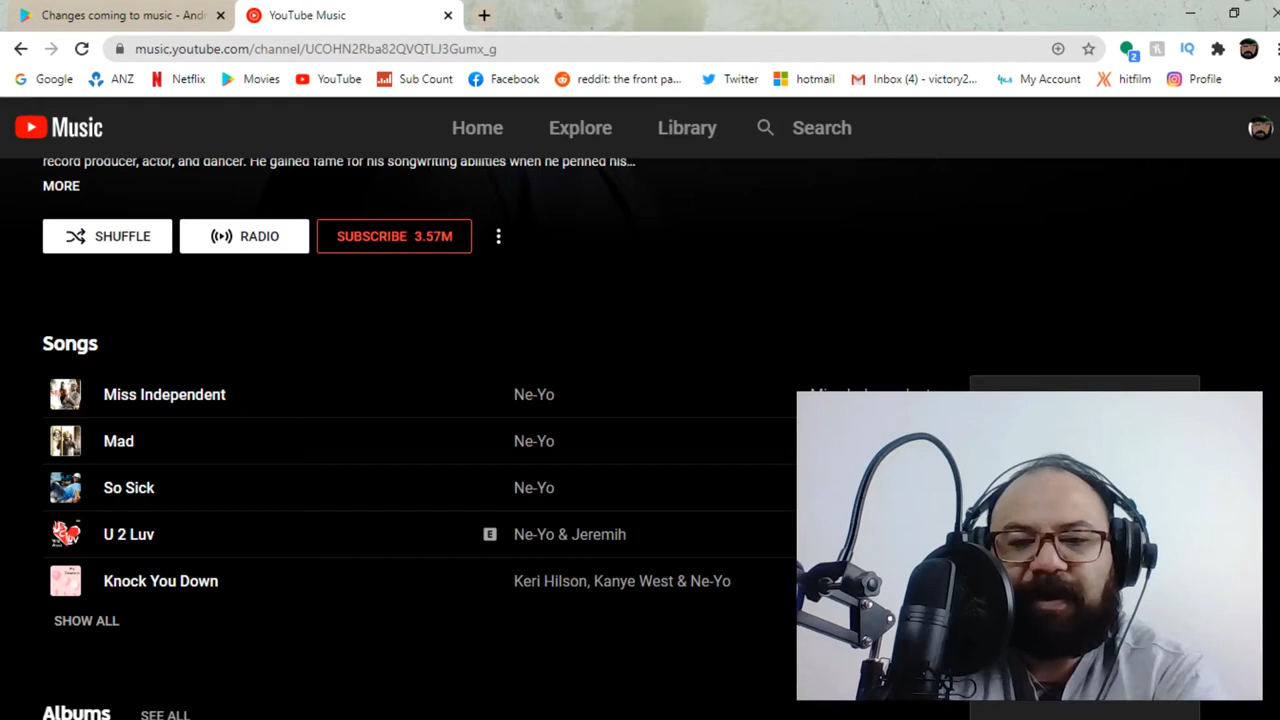 Changes coming to music - Andr
YouTube Music
music.youtube.com/channel/UCOHN2Rba82QVQTLJ3Gumx_g
2
Google ANZ Netflix Movies YouTube Sub Count Facebook reddit: the front pa... Twitter hotmail Inbox (4) - victory2... My Account hitfilm Profile
Music Home Explore Library Search
record producer, actor, and dancer. He gained fame for his songwriting abilities when he penned his...
MORE
SHUFFLE RADIO SUBSCRIBE 3.57M
Songs
Miss Independent Ne-Yo
Mad Ne-Yo
So Sick Ne-Yo
U 2 Luv E Ne-Yo & Jeremih
Knock You Down Keri Hilson, Kanye West & Ne-Yo
SHOW ALL
Albums SEE ALL